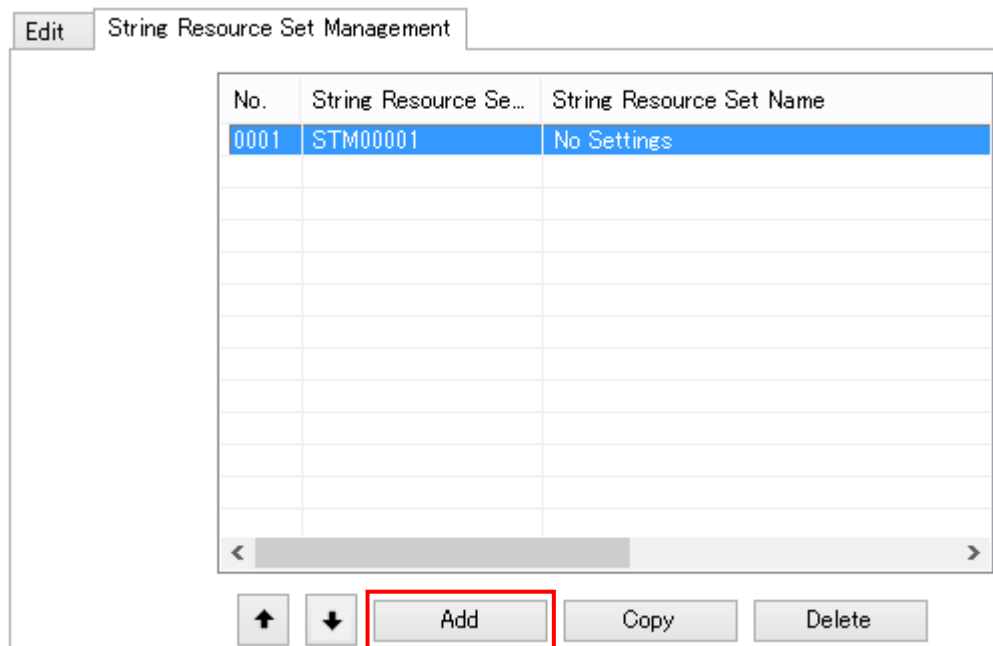 Edit String Resource Set Management
No. String Resource Se... String Resource Set Name
0001 STM00001 No Settings
Add Copy Delete